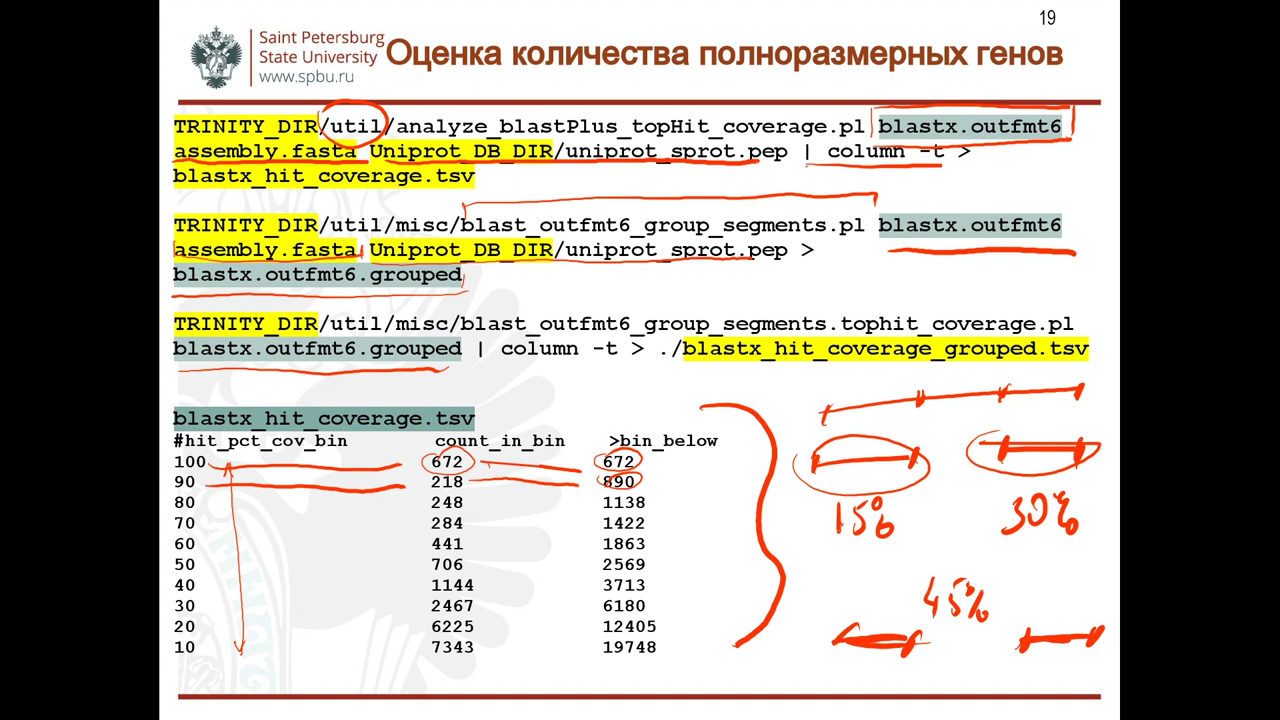 19
Saint Petersburg
State University
www.spbu.ru
Оценка количества полноразмерных генов
TRINITY_DIR/util/analyze_blastPlus_topHit_coverage.pl blastx.outfmt6
assembly.fasta Uniprot_DB_DIR/uniprot_sprot.pep | column -t >
blastx_hit_coverage.tsv
TRINITY_DIR/util/misc/blast_outfmt6_group_segments.pl blastx.outfmt6
assembly.fasta Uniprot_DB_DIR/uniprot_sprot.pep >
blastx.outfmt6.grouped
TRINITY_DIR/util/misc/blast_outfmt6_group_segments.tophit_coverage.pl
blastx.outfmt6.grouped | column -t > ./blastx_hit_coverage_grouped.tsv
blastx_hit_coverage.tsv
#hit_pct_cov_bin count_in_bin >bin_below
100 672 672
90 218 890
80 248 1138
70 284 1422
60 441 1863
50 706 2569
40 1144 3713
30 2467 6180
20 6225 12405
10 7343 19748
15% 30%
45%